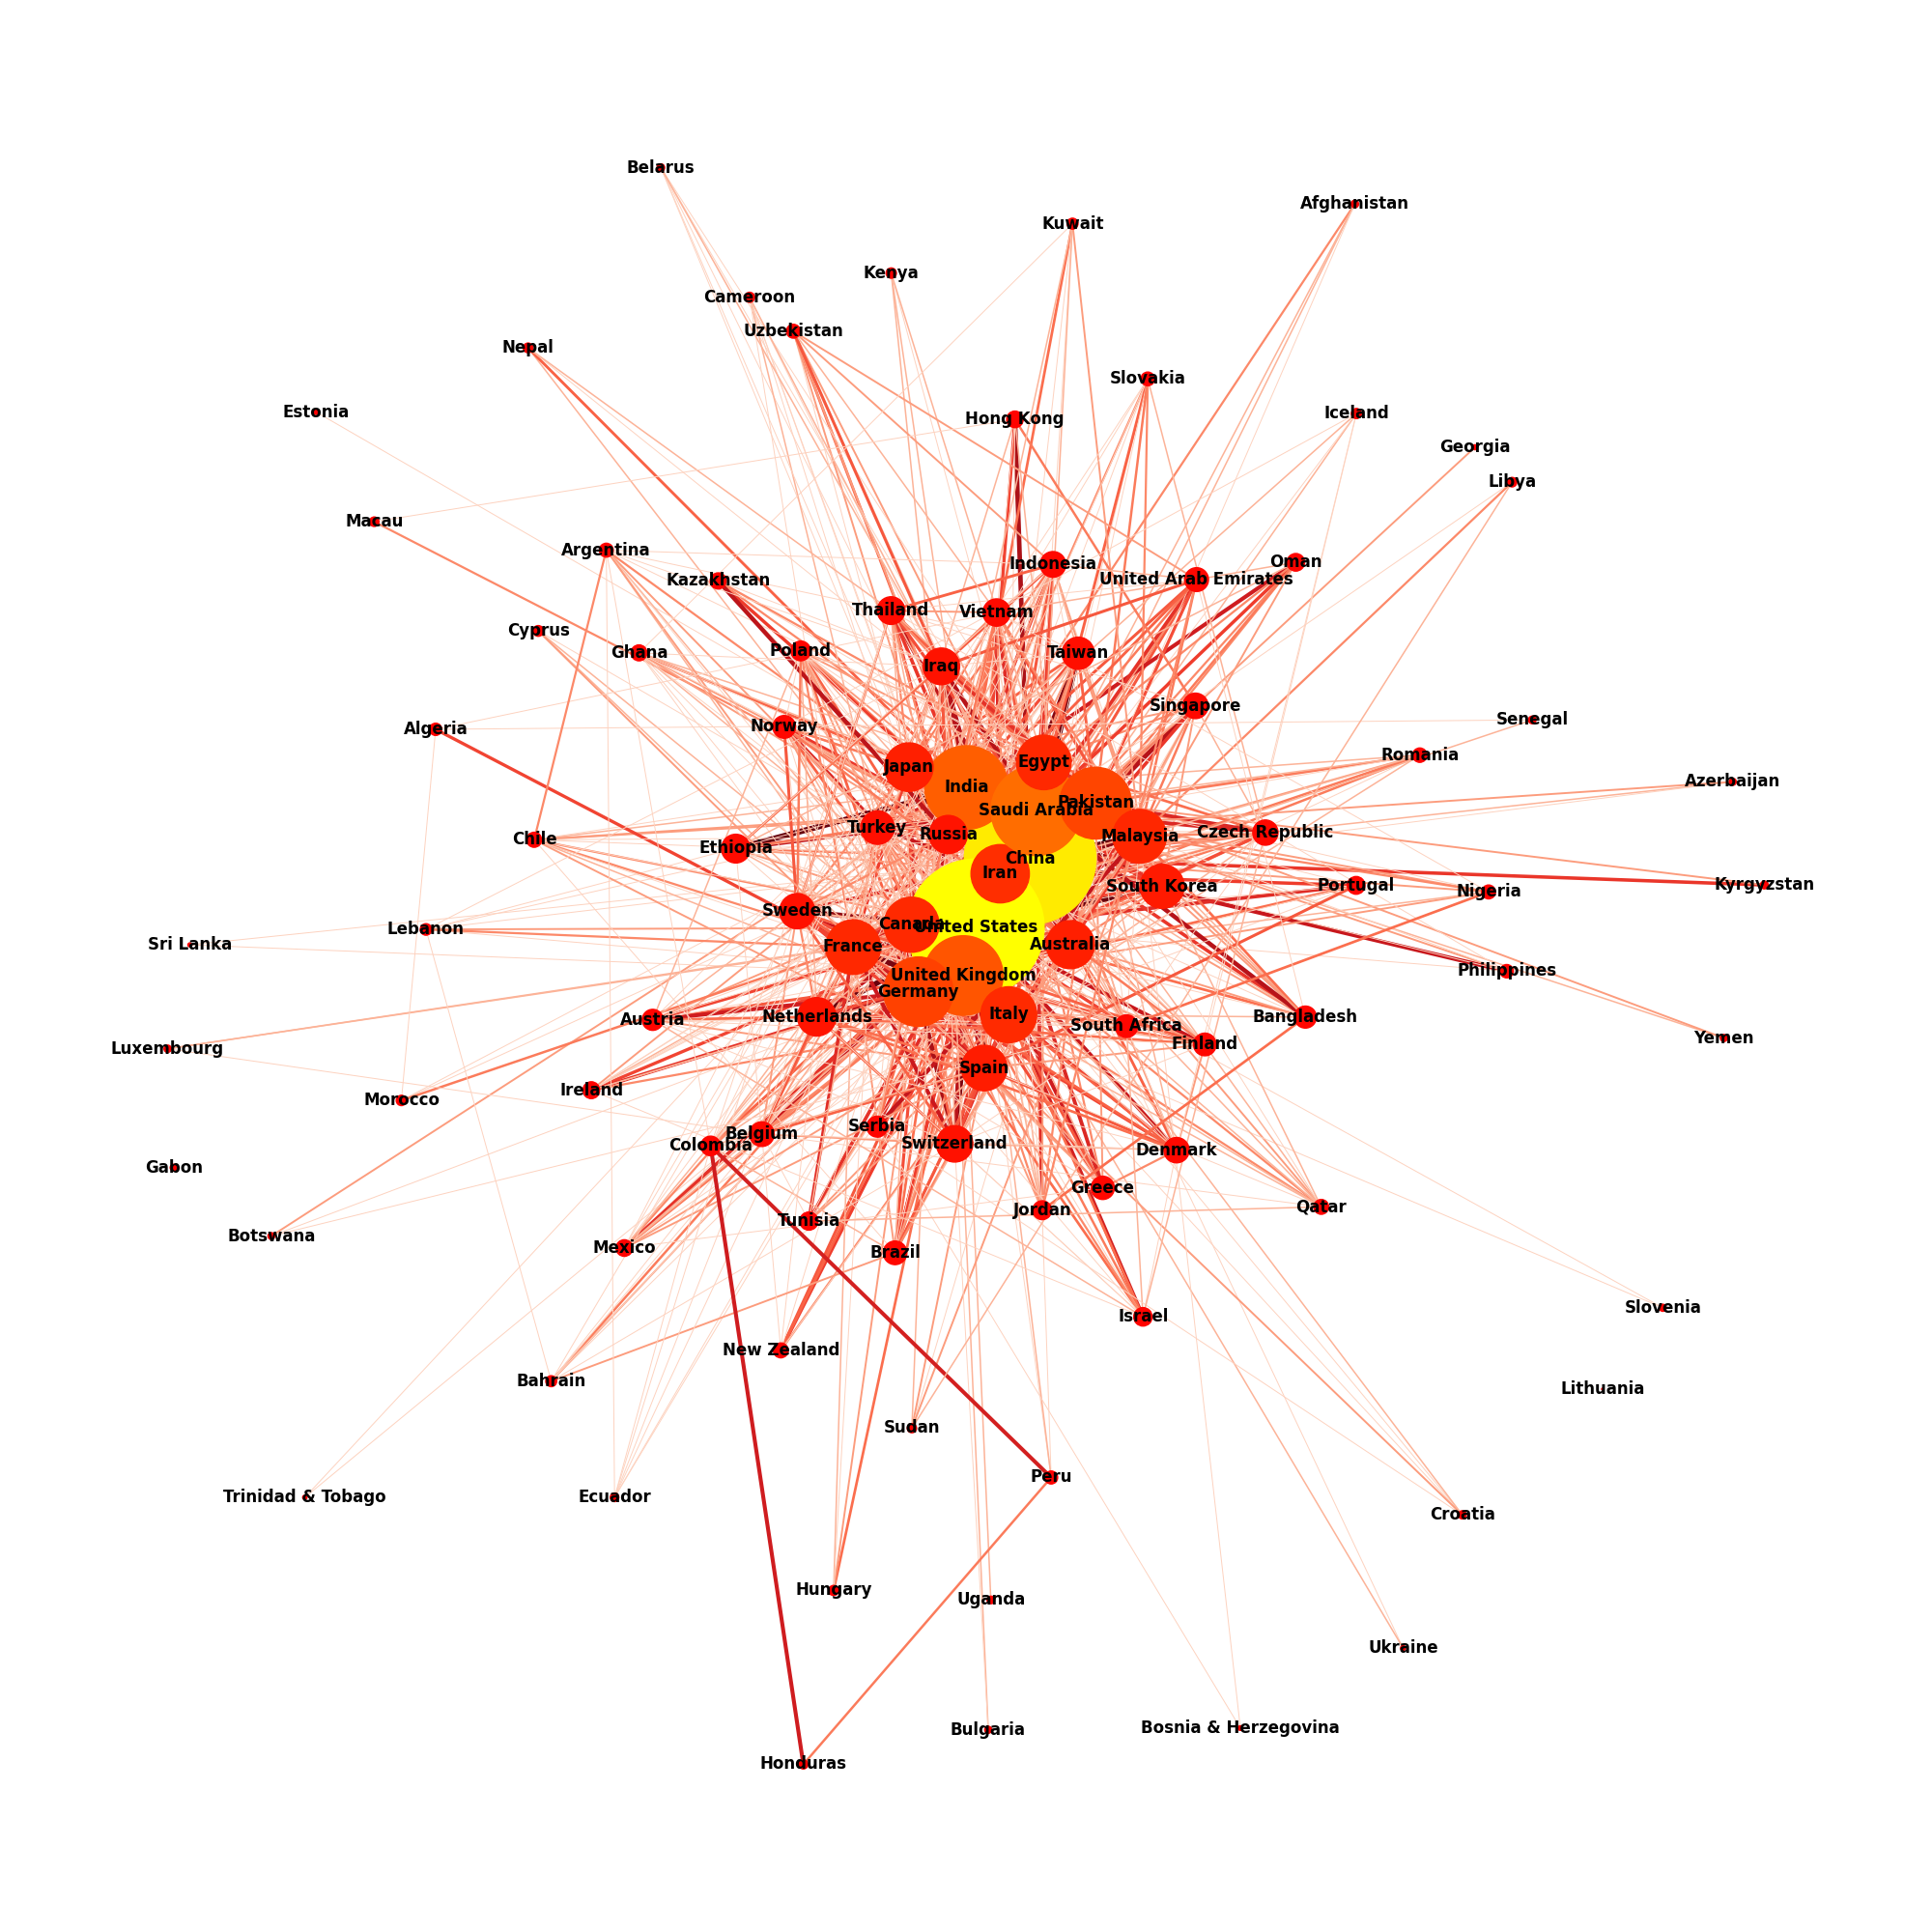 Belarus
Afghanistan
Kuwait
Kenya
Cameroon
Uzbekistan
Nepal
Slovakia
Estonia
Hong Kong
Iceland
Georgia
Libya
Macau
Argentina
Indonesia
Oman
Kazakhstan
United Arab Emirates
Thailand
Vietnam
Cyprus
Ghana
Poland
Taiwan
Iraq
Singapore
Senegal
Algeria
Norway
Romania
Egypt
Japan
Azerbaijan
India
Pakistan
Saudi Arabia
Turkey
Russia
Malaysia
Czech Republic
Chile
Ethiopia
China
Iran
South Korea
Portugal
Kyrgyzstan
Nigeria
Sweden
Canada
United States
Lebanon
Sri Lanka
France
Australia
Philippines
United Kingdom
Germany
Italy
Netherlands
Bangladesh
Austria
South Africa
Yemen
Finland
Luxembourg
Spain
Ireland
Morocco
Serbia
Belgium
Colombia
Switzerland
Denmark
Gabon
Greece
Qatar
Jordan
Tunisia
Botswana
Mexico
Brazil
Slovenia
Israel
New Zealand
Bahrain
Lithuania
Sudan
Peru
Trinidad & Tobago
Ecuador
Croatia
Hungary
Uganda
Ukraine
Bulgaria
Bosnia & Herzegovina
Honduras